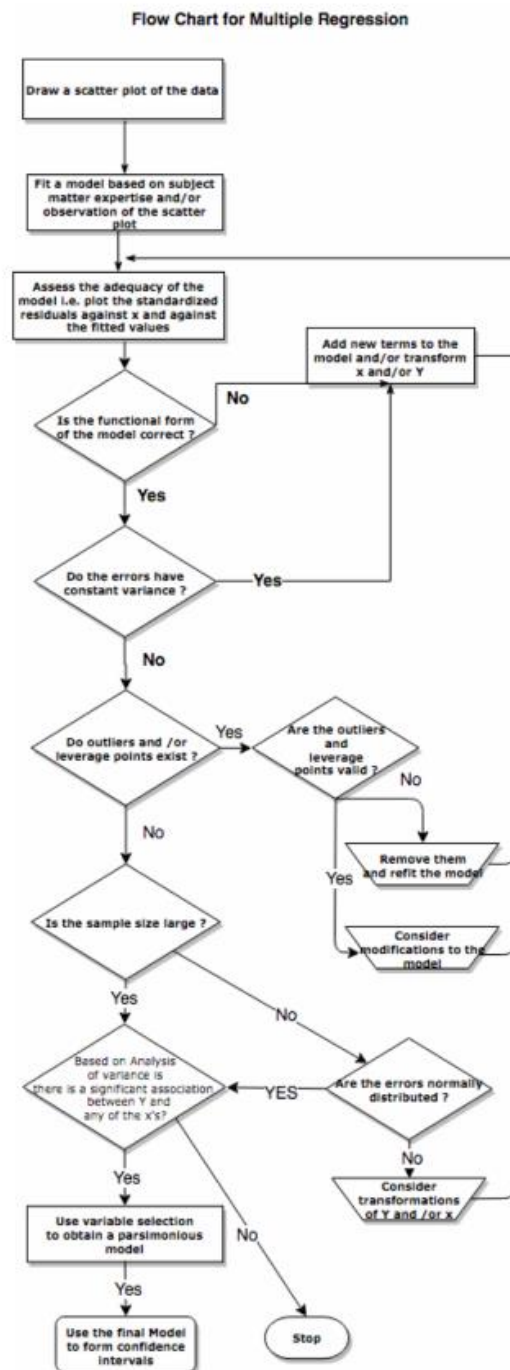 Flow Chart for Multiple Regression
Draw a scatter plot of the data
Fit a model based on subject
matter expertise and/or
observation of the scatter
plot
Assess the adequacy of the
model i.e. plot the standardized
residuals against x and against
the fitted values
Add new terms to the
model and/or transform
x and/or Y
No
Is the functional form
of the model correct ?
Yes
Do the errors have
constant variance ?
Yes
No
Do outliers and /or
leverage points exist ?
Yes
Are the outliers
and
leverage
points valid ?
No
No
Remove them
and refit the model
Yes
Is the sample size large ?
Consider
modifications to the
model
Yes
No
Based on Analysis
of variance is
there is a significant association
between Y and
any of the x's?
YES
Are the errors normally
distributed ?
No
Yes
Consider
transformations
of Y and /or x
Use variable selection
to obtain a parsimonious
model
No
Yes
Use the final Model
to form confidence
intervals
Stop